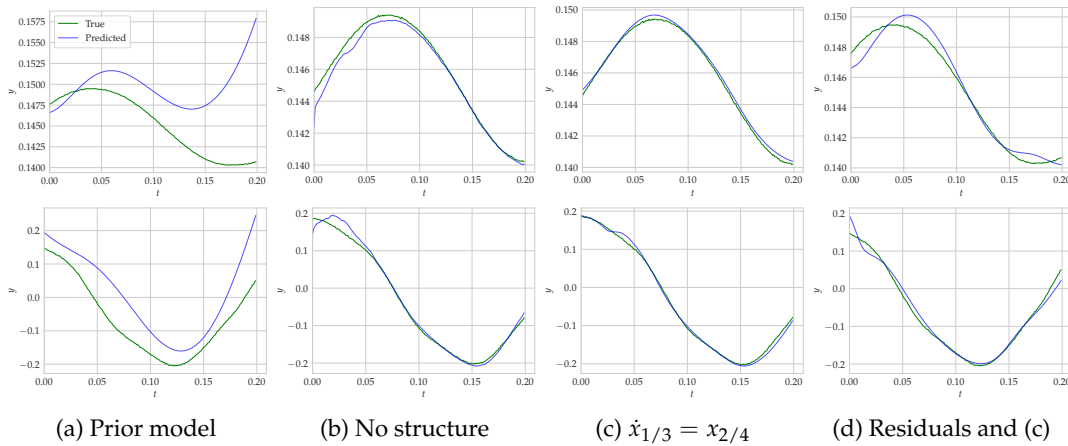 True
Predicted
0.1575
0.1550
0.1525
0.1500
0.1475
0.1450
0.1425
0.1400
y
0.00 0.05 0.10 0.15 0.20
t
0.148
0.146
0.144
0.142
0.140
y
0.00 0.05 0.10 0.15 0.20
t
0.150
0.148
0.146
0.144
0.142
0.140
y
0.00 0.05 0.10 0.15 0.20
t
0.150
0.148
0.146
0.144
0.142
0.140
y
0.00 0.05 0.10 0.15 0.20
t
0.2
0.1
0.0
−0.1
−0.2
y
0.00 0.05 0.10 0.15 0.20
t
0.2
0.1
0.0
−0.1
−0.2
y
0.00 0.05 0.10 0.15 0.20
t
0.2
0.1
0.0
−0.1
−0.2
y
0.00 0.05 0.10 0.15 0.20
t
0.2
0.1
0.0
−0.1
−0.2
y
0.00 0.05 0.10 0.15 0.20
t
(a) Prior model
(b) No structure
(c) ẋ₁/₃ = x₂/₄
(d) Residuals and (c)